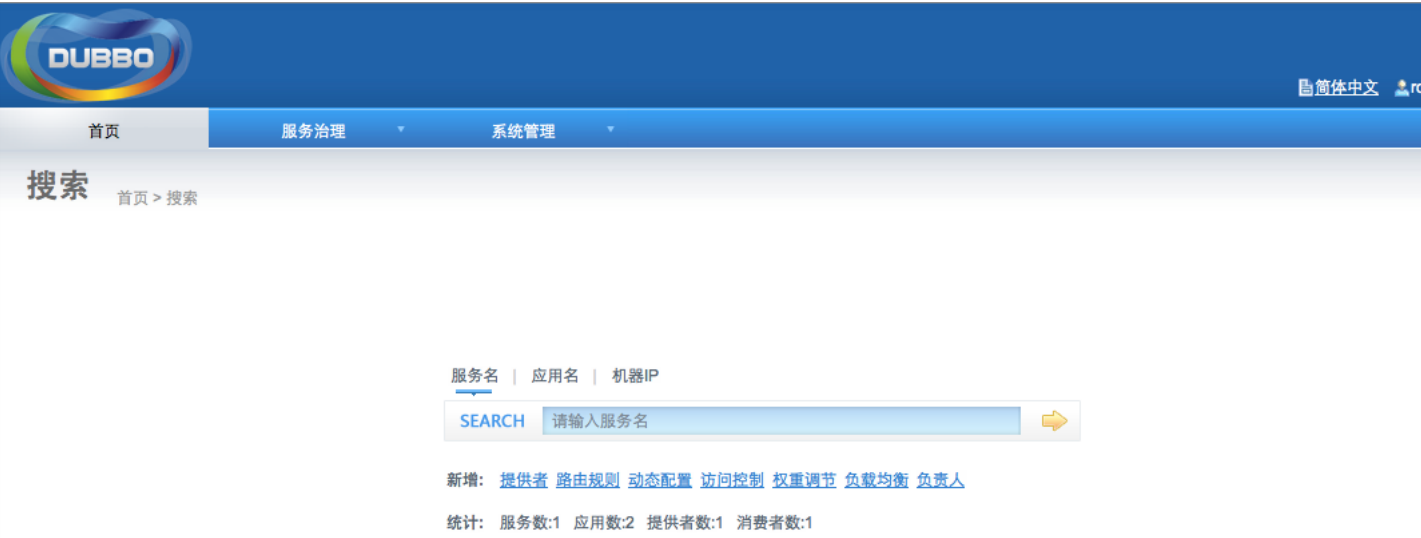 DUBBO
简体中文
首页 服务治理 系统管理
搜索 首页 > 搜索
服务名 | 应用名 | 机器IP
SEARCH 请输入服务名
新增: 提供者 路由规则 动态配置 访问控制 权重调节 负载均衡 负责人
统计: 服务数:1 应用数:2 提供者数:1 消费者数:1